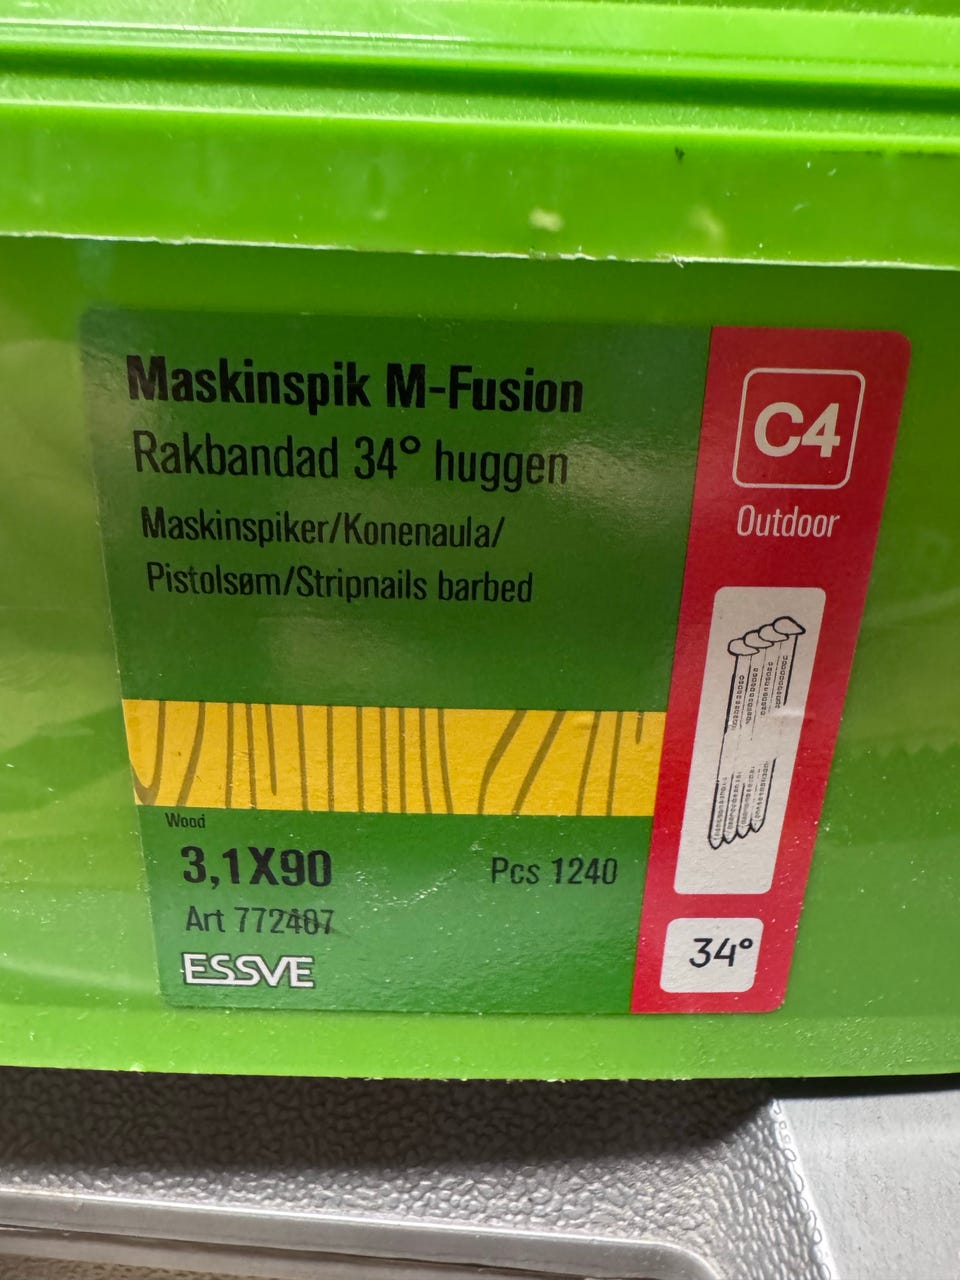 Maskinspik M-Fusion
Rakbandad 34° huggen
Maskinspiker/Konenaula/
Pistolsøm/Stripnails barbed
C4
Outdoor
Wood
3,1X90
Pcs 1240
Art 772407
ESSVE
34°